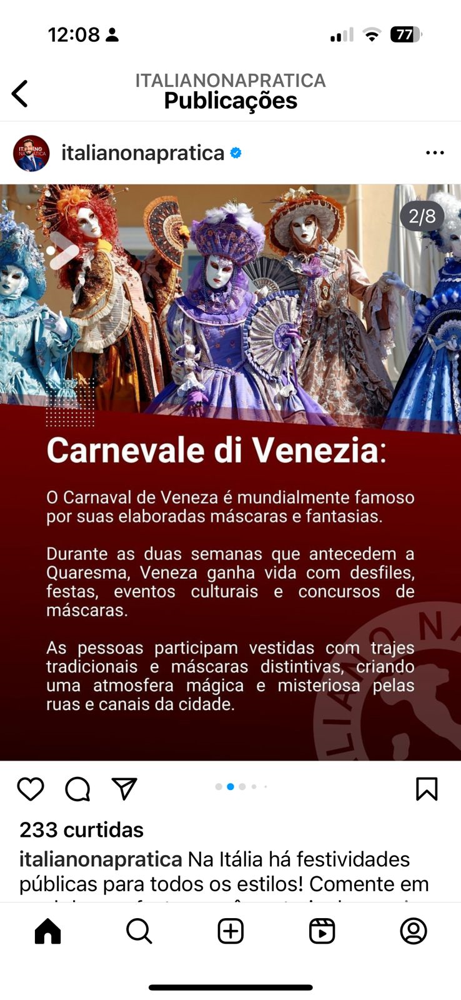 12:08
77
ITALIANONAPRATICA
Publicações
italianonapratica
2/8
Carnevale di Venezia:
O Carnaval de Veneza é mundialmente famoso
por suas elaboradas máscaras e fantasias.
Durante as duas semanas que antecedem a
Quaresma, Veneza ganha vida com desfiles,
festas, eventos culturais e concursos de
máscaras.
As pessoas participam vestidas com trajes
tradicionais e máscaras distintivas, criando
uma atmosfera mágica e misteriosa pelas
ruas e canais da cidade.
233 curtidas
italianonapratica Na Itália há festividades
públicas para todos os estilos! Comente em